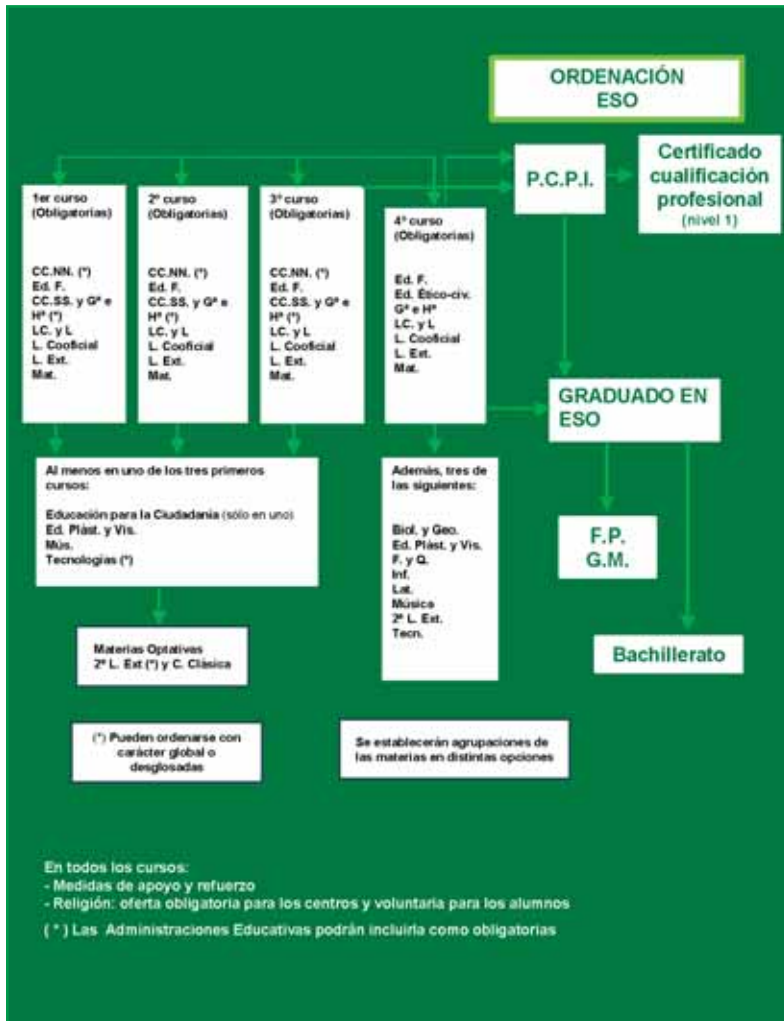 ORDENACIÓN
ESO
P.C.P.I.
Certificado
cualificación
profesional
(nivel 1)
1er curso
(Obligatorias)
CC.NN. (*)
Ed. F.
CC.SS. y Gª e
Hª (*)
LC. y L
L. Cooficial
L. Ext.
Mat.
2º curso
(Obligatorias)
CC.NN. (*)
Ed. F.
CC.SS. y Gª e
Hª (*)
LC. y L
L. Cooficial
L. Ext.
Mat.
3º curso
(Obligatorias)
CC.NN. (*)
Ed. F.
CC.SS. y Gª e
Hª (*)
LC. y L
L. Cooficial
L. Ext.
Mat.
4º curso
(Obligatorias)
Ed. F.
Ed. Ético-civ.
Gª e Hª
LC. y L
L. Cooficial
L. Ext.
Mat.
GRADUADO EN
ESO
Al menos en uno de los tres primeros
cursos:
Educación para la Ciudadanía (sólo en uno)
Ed. Plást. y Vis.
Mús.
Tecnologías (*)
Además, tres de
las siguientes:
Biol. y Geo.
Ed. Plást. y Vis.
F. y Q.
Inf.
Lat.
Música
2ª L. Ext.
Tecn.
F.P.
G.M.
Bachillerato
Materias Optativas
2ª L. Ext (*) y C. Clásica
(*) Pueden ordenarse con
carácter global o
desglosadas
Se establecerán agrupaciones de
las materias en distintas opciones
En todos los cursos:
- Medidas de apoyo y refuerzo
- Religión: oferta obligatoria para los centros y voluntaria para los alumnos
( * ) Las Administraciones Educativas podrán incluirla como obligatorias